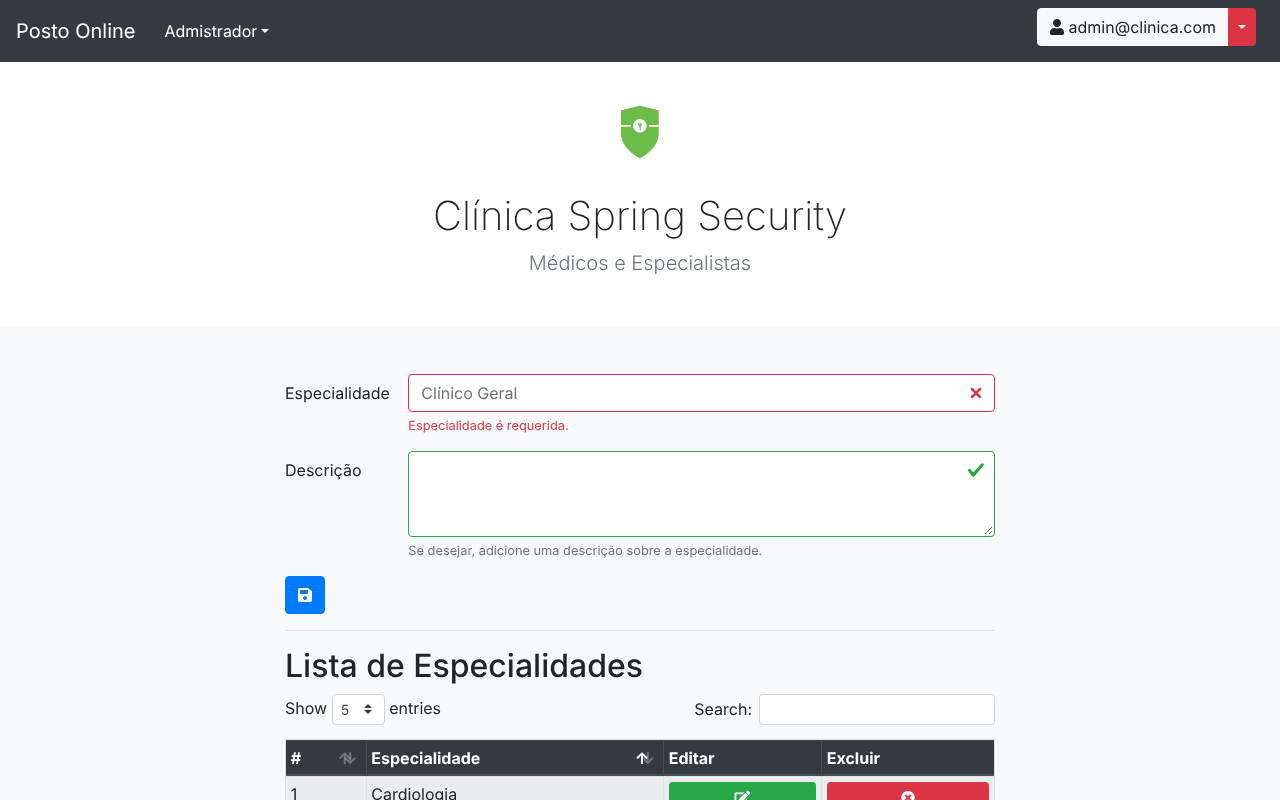 Posto Online Admistrador admin@clinica.com
Clínica Spring Security
Médicos e Especialistas
Especialidade Clínico Geral
Especialidade é requerida.
Descrição
Se desejar, adicione uma descrição sobre a especialidade.
Lista de Especialidades
Show 5 entries Search:
# Especialidade Editar Excluir
1 Cardiologia